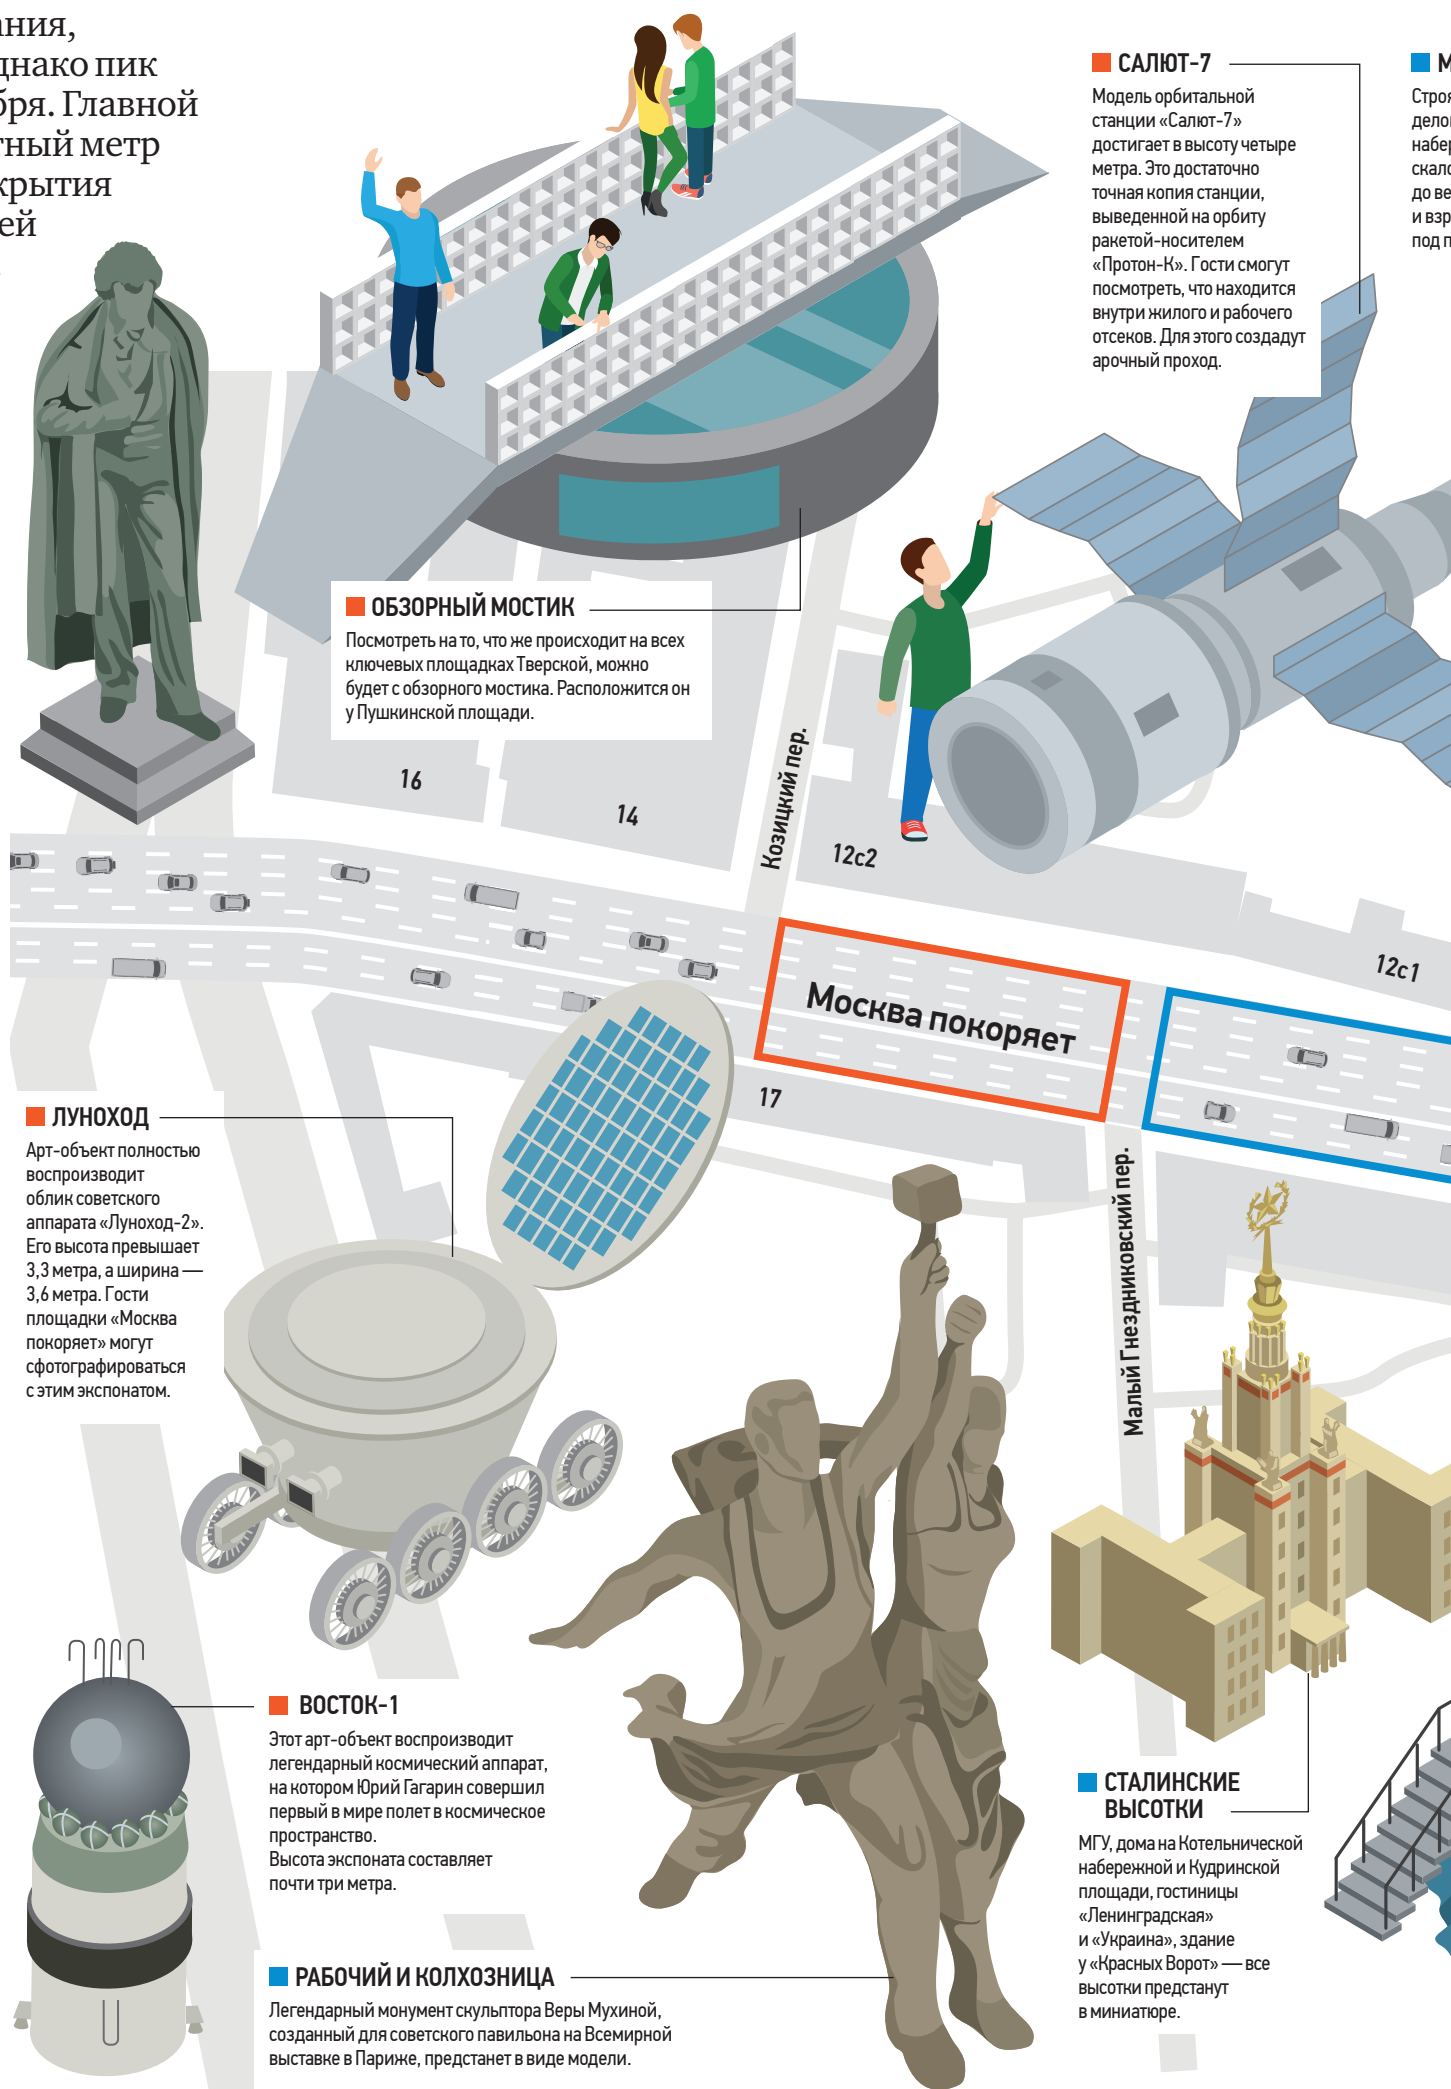 ания,
днако пик
бря. Главной
тный метр
крытия
ей
САЛЮТ-7
Модель орбитальной
станции «Салют-7»
достигает в высоту четыре
метра. Это достаточно
точная копия станции,
выведенной на орбиту
ракетой-носителем
«Протон-К». Гости смогут
посмотреть, что находится
внутри жилого и рабочего
отсеков. Для этого создадут
арочный проход.
М
Строя
дело
набер
скало
до ве
и взр
под п
ОБЗОРНЫЙ МОСТИК
Посмотреть на то, что же происходит на всех
ключевых площадках Тверской, можно
будет с обзорного мостика. Расположится он
у Пушкинской площади.
16
14
Козицкий пер.
12с2
12с1
Москва покоряет
17
Малый Гнездниковский пер.
ЛУНОХОД
Арт-объект полностью
воспроизводит
облик советского
аппарата «Луноход-2».
Его высота превышает
3,3 метра, а ширина —
3,6 метра. Гости
площадки «Москва
покоряет» могут
сфотографироваться
с этим экспонатом.
ВОСТОК-1
Этот арт-объект воспроизводит
легендарный космический аппарат,
на котором Юрий Гагарин совершил
первый в мире полет в космическое
пространство.
Высота экспоната составляет
почти три метра.
РАБОЧИЙ И КОЛХОЗНИЦА
Легендарный монумент скульптора Веры Мухиной,
созданный для советского павильона на Всемирной
выставке в Париже, предстанет в виде модели.
СТАЛИНСКИЕ
ВЫСОТКИ
МГУ, дома на Котельнической
набережной и Кудринской
площади, гостиницы
«Ленинградская»
и «Украина», здание
у «Красных Ворот» — все
высотки предстанут
в миниатюре.